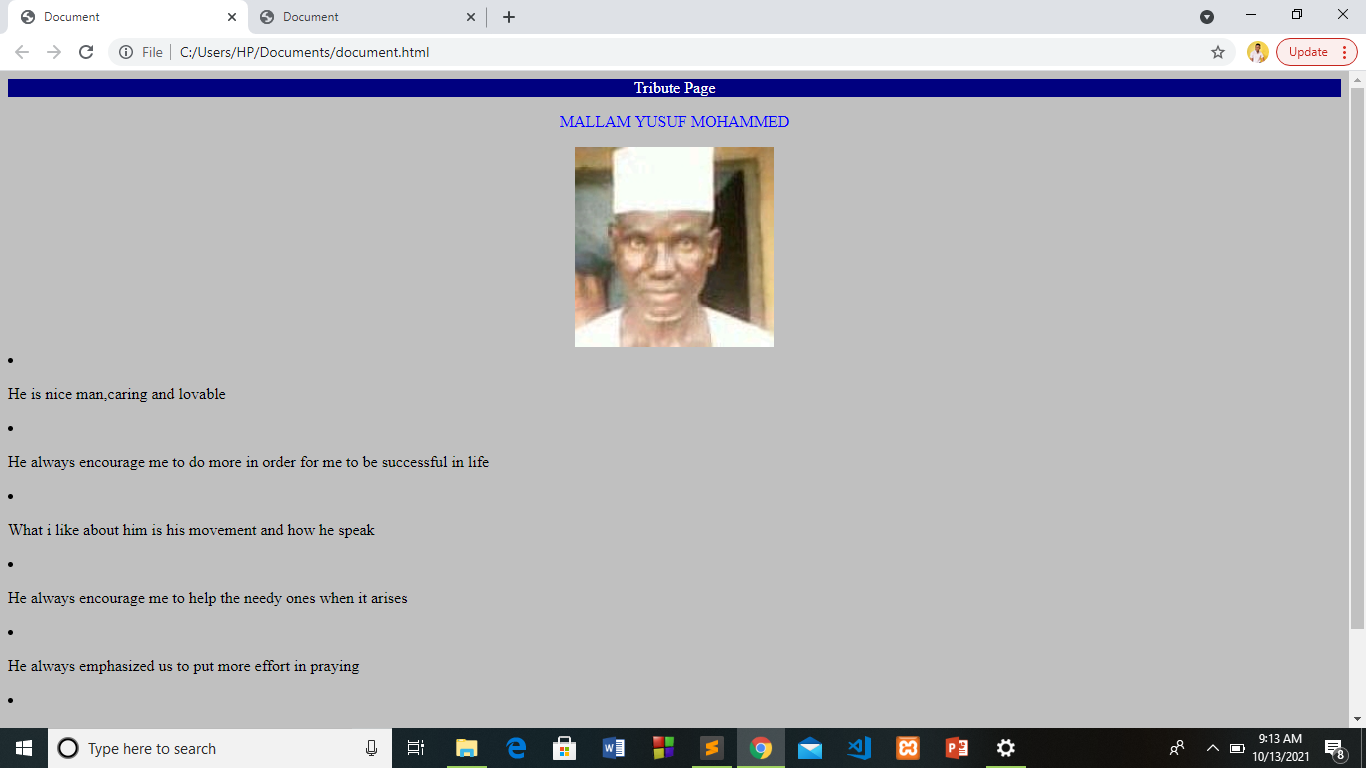 Document
Document
File
C:/Users/HP/Documents/document.html
Update
Tribute Page
MALLAM YUSUF MOHAMMED
He is nice man,caring and lovable
He always encourage me to do more in order for me to be successful in life
What i like about him is his movement and how he speak
He always encourage me to help the needy ones when it arises
He always emphasized us to put more effort in praying
Type here to search
9:13 AM
10/13/2021
8